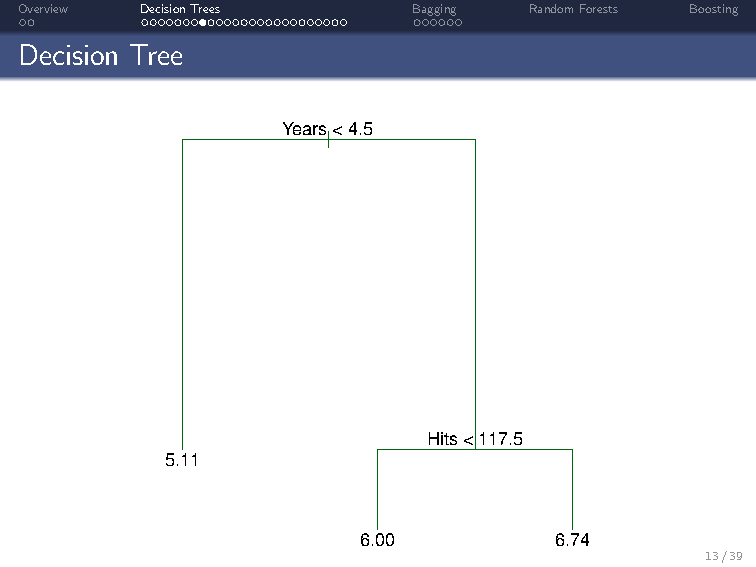 Overview Decision Trees Bagging Random Forests Boosting
Decision Tree
Years < 4.5
Hits < 117.5
5.11
6.00 6.74
13 / 39